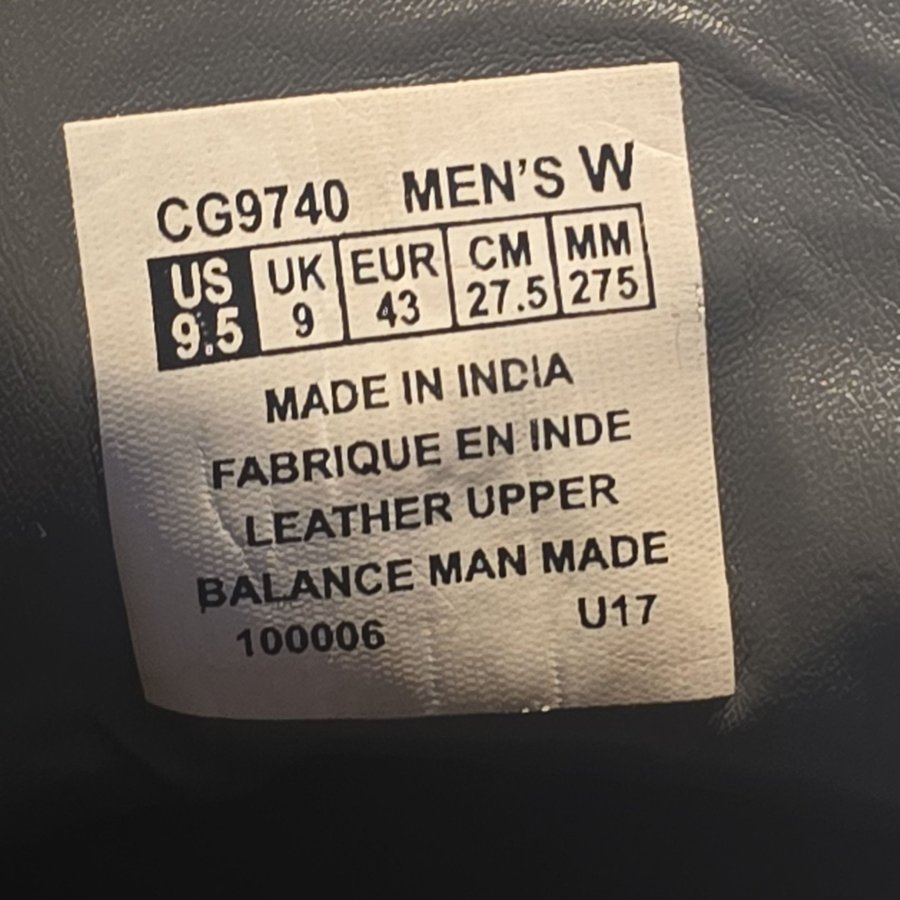 CG9740 MEN'S W
US UK EUR CM MM
9.5 9 43 27.5 275
MADE IN INDIA
FABRIQUE EN INDE
LEATHER UPPER
BALANCE MAN MADE
100006 U17